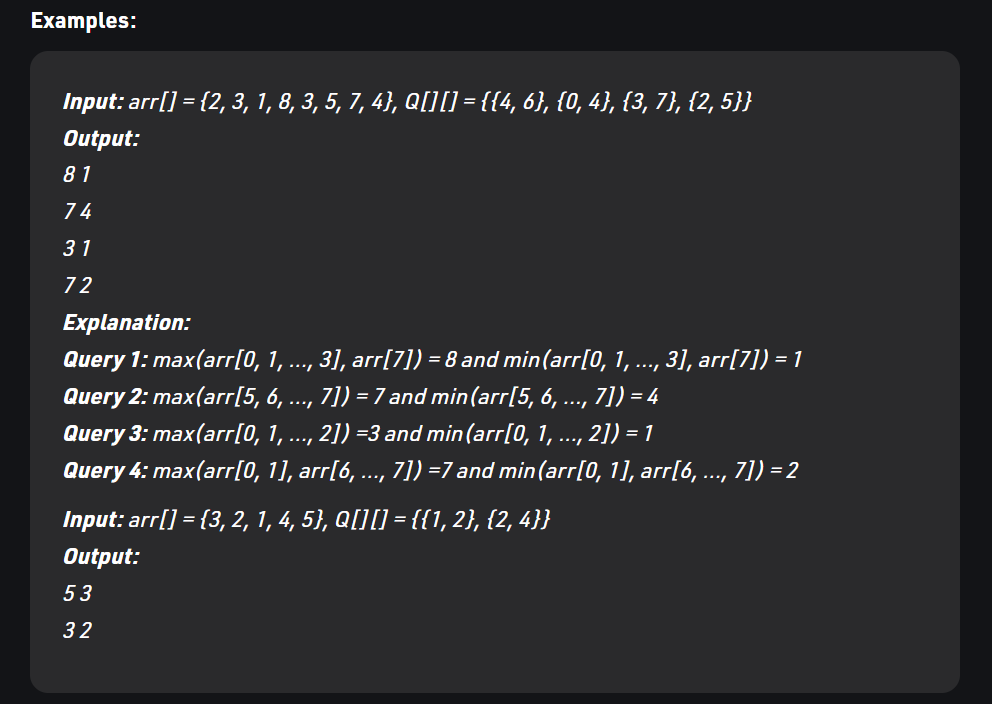 Examples:
Input: arr[] = {2, 3, 1, 8, 3, 5, 7, 4}, Q[][] = {{4, 6}, {0, 4}, {3, 7}, {2, 5}}
Output:
8 1
7 4
3 1
7 2
Explanation:
Query 1: max(arr[0, 1, ..., 3], arr[7]) = 8 and min(arr[0, 1, ..., 3], arr[7]) = 1
Query 2: max(arr[5, 6, ..., 7]) = 7 and min(arr[5, 6, ..., 7]) = 4
Query 3: max(arr[0, 1, ..., 2]) =3 and min(arr[0, 1, ..., 2]) = 1
Query 4: max(arr[0, 1], arr[6, ..., 7]) =7 and min(arr[0, 1], arr[6, ..., 7]) = 2
Input: arr[] = {3, 2, 1, 4, 5}, Q[][] = {{1, 2}, {2, 4}}
Output:
5 3
3 2